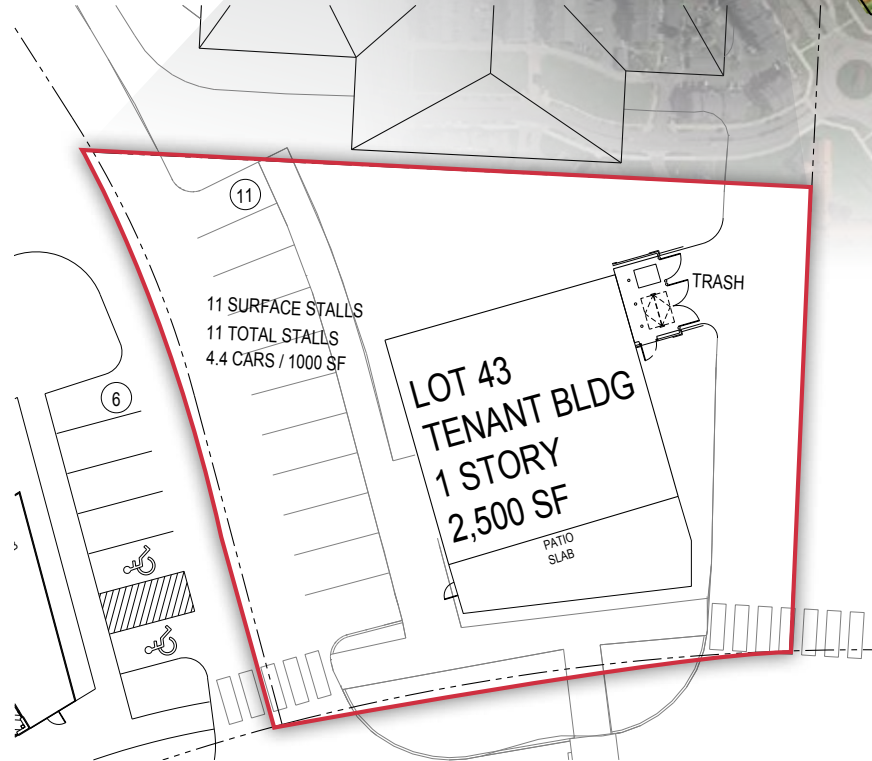 11
11 SURFACE STALLS
11 TOTAL STALLS
4.4 CARS / 1000 SF
6
TRASH
LOT 43
TENANT BLDG
1 STORY
2,500 SF
PATIO
SLAB